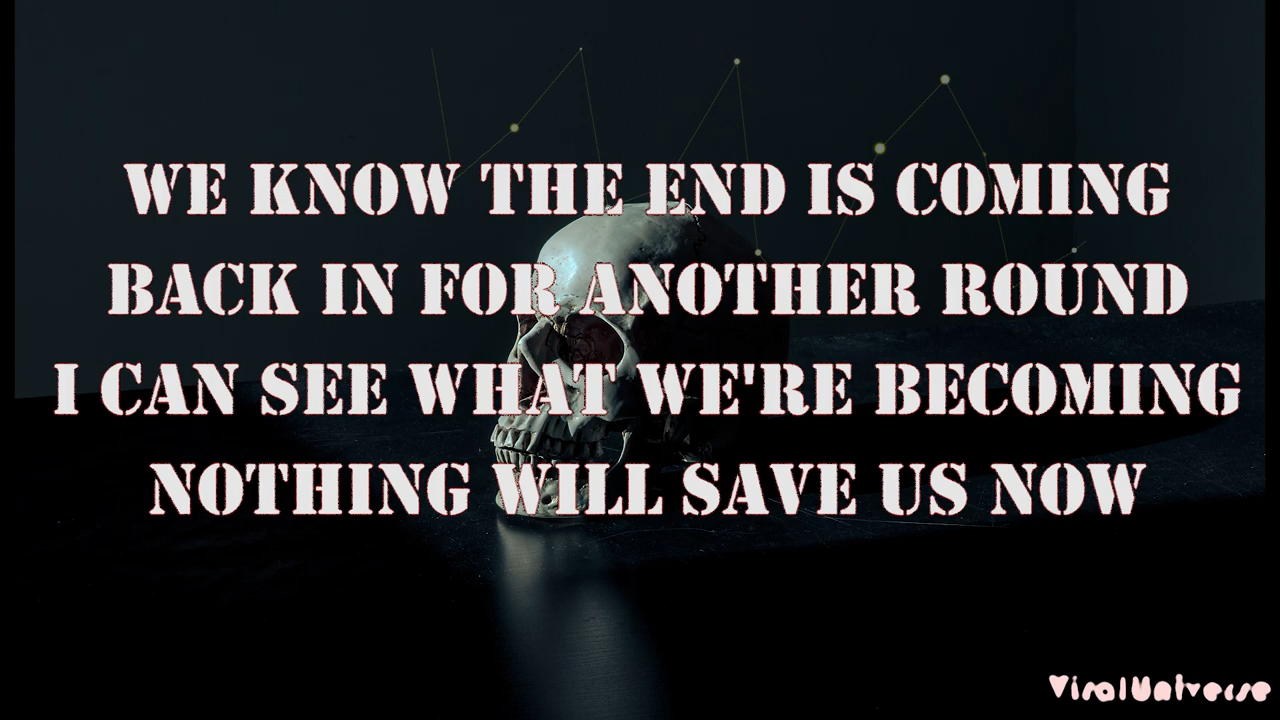 WE KNOW THE END IS COMING
BACK IN FOR ANOTHER ROUND
I CAN SEE WHAT WE'RE BECOMING
NOTHING WILL SAVE US NOW
ViralUniverse